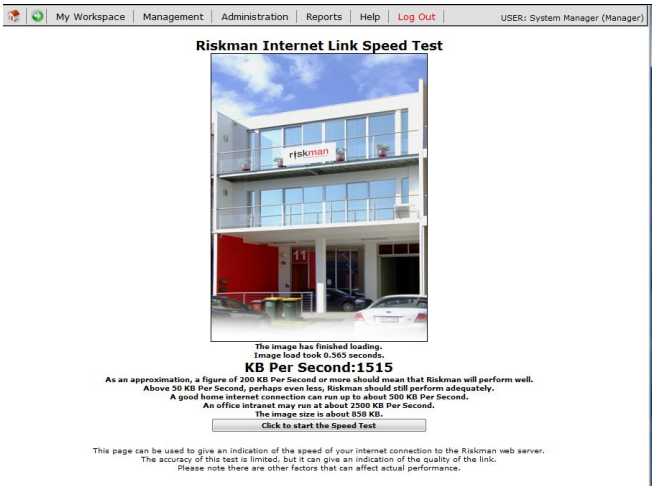 My Workspace Management Administration Reports Help Log Out USER: System Manager (Manager)
Riskman Internet Link Speed Test
riskman
11
The image has finished loading.
Image load took 0.565 seconds.
KB Per Second:1515
As an approximation, a figure of 200 KB Per Second or more should mean that Riskman will perform well.
Above 50 KB Per Second, perhaps even less, Riskman should still perform adequately.
A good home internet connection can run up to about 500 KB Per Second.
An office intranet may run at about 2500 KB Per Second.
The image size is about 858 KB.
Click to start the Speed Test
This page can be used to give an indication of the speed of your internet connection to the Riskman web server.
The accuracy of this test is limited, but it can give an indication of the quality of the link.
Please note there are other factors that can affect actual performance.